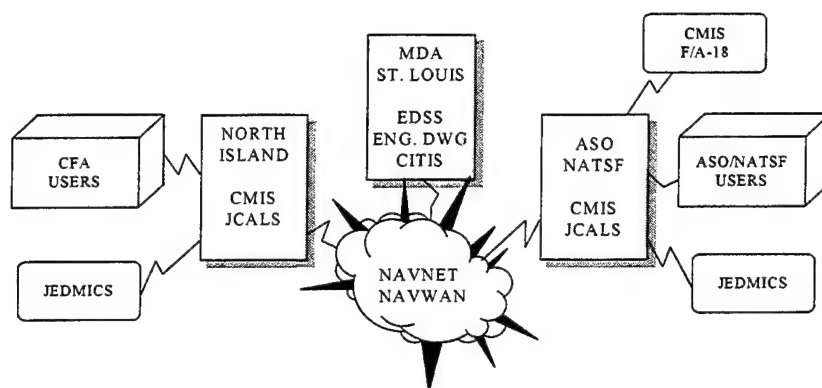 CFA
USERS
JEDMICS
NORTH
ISLAND
CMIS
JCALS
MDA
ST. LOUIS
EDSS
ENG. DWG
CITIS
NAVNET
NAVWAN
ASO
NATSF
CMIS
JCALS
CMIS
F/A-18
ASO/NATSF
USERS
JEDMICS